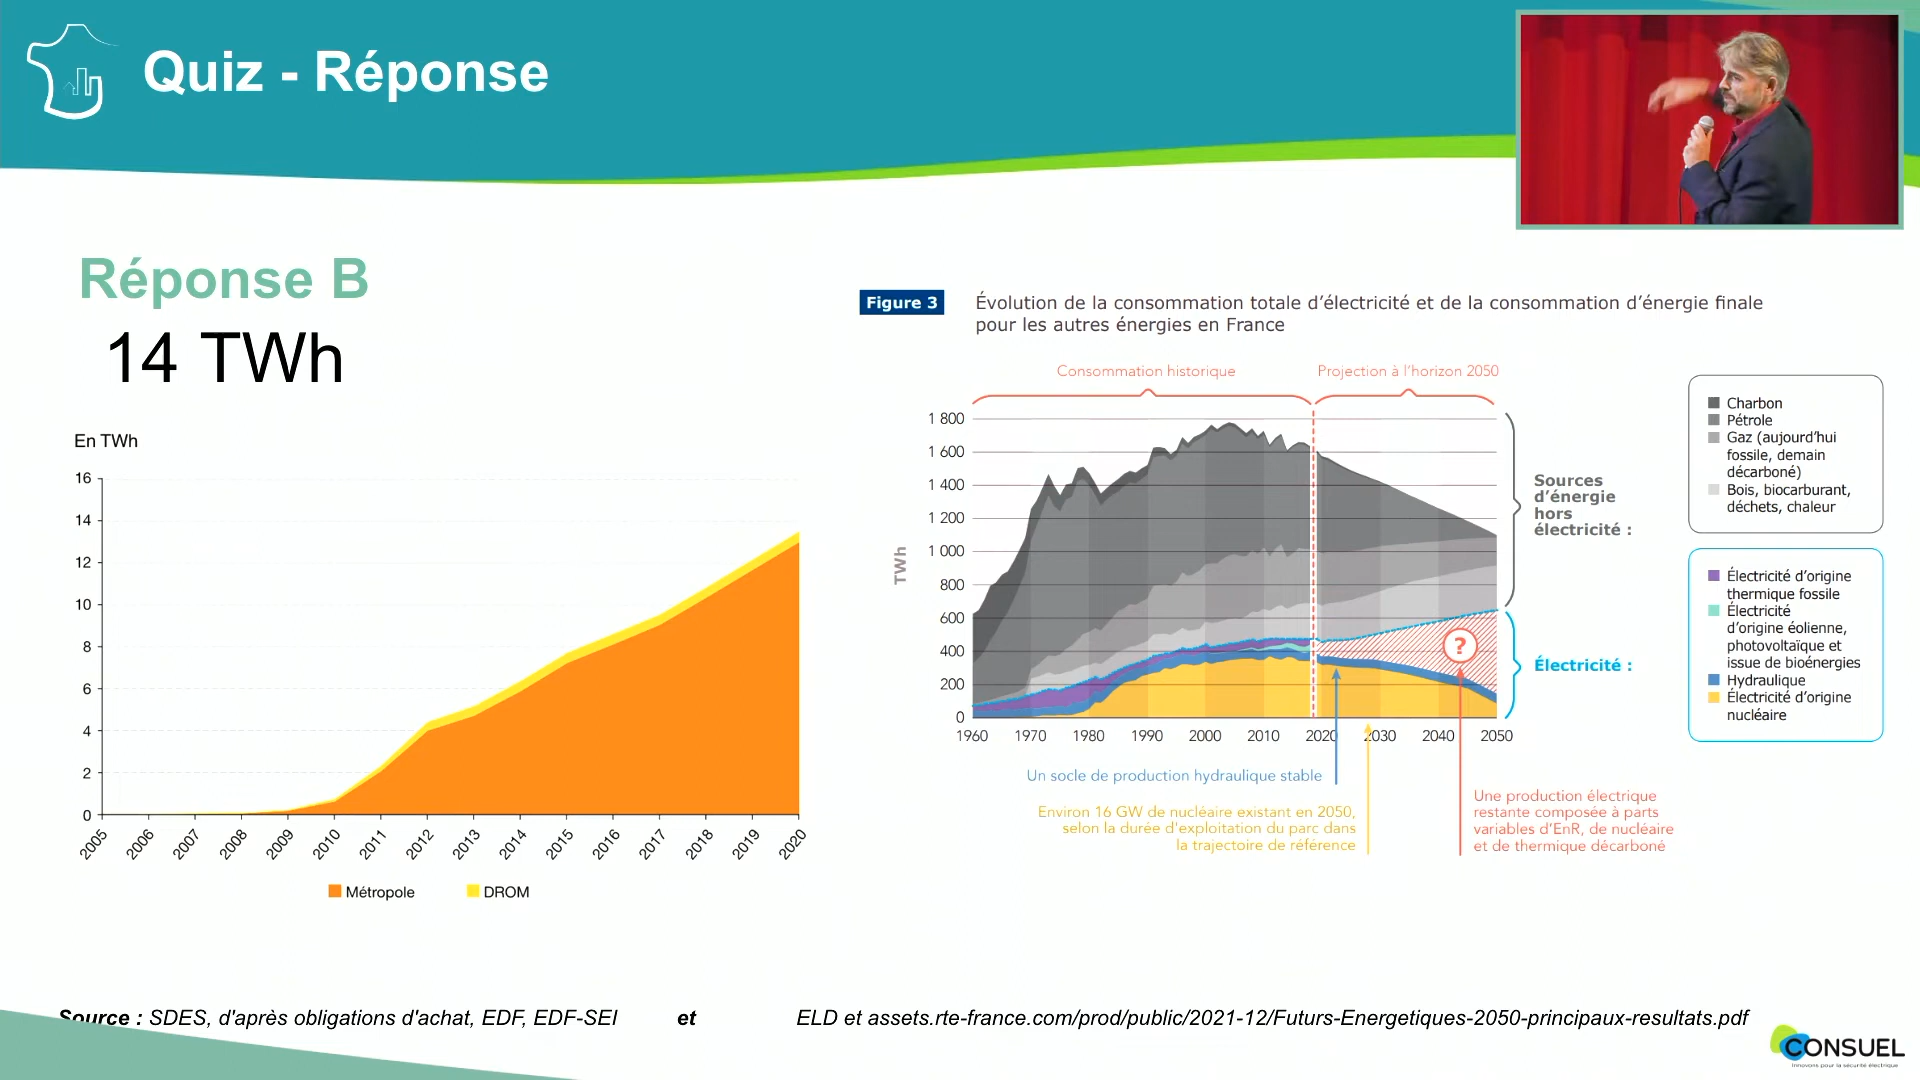 Quiz - Réponse
Réponse B
14 TWh
En TWh
16
14
12
10
8
6
4
2
0
2005
2006
2007
2008
2009
2010
2011
2012
2013
2014
2015
2016
2017
2018
2019
2020
Métropole
DROM
Figure 3
Évolution de la consommation totale d'électricité et de la consommation d'énergie finale
pour les autres énergies en France
Consommation historique
Projection à l'horizon 2050
TWh
1 800
1 600
1 400
1 200
1 000
800
600
400
200
0
1960
1970
1980
1990
2000
2010
2020
2030
2040
2050
?
Sources
d'énergie
hors
électricité :
Électricité :
Charbon
Pétrole
Gaz (aujourd'hui
fossile, demain
décarboné)
Bois, biocarburant,
déchets, chaleur
Électricité d'origine
thermique fossile
Électricité
d'origine éolienne,
photovoltaïque et
issue de bioénergies
Hydraulique
Électricité d'origine
nucléaire
Un socle de production hydraulique stable
Environ 16 GW de nucléaire existant en 2050,
selon la durée d'exploitation du parc dans
la trajectoire de référence
Une production électrique
restante composée à parts
variables d'EnR, de nucléaire
et de thermique décarboné
Source : SDES, d'après obligations d'achat, EDF, EDF-SEI et ELD et assets.rte-france.com/prod/public/2021-12/Futurs-Energetiques-2050-principaux-resultats.pdf
CONSUEL
Innovons pour la sécurité électrique